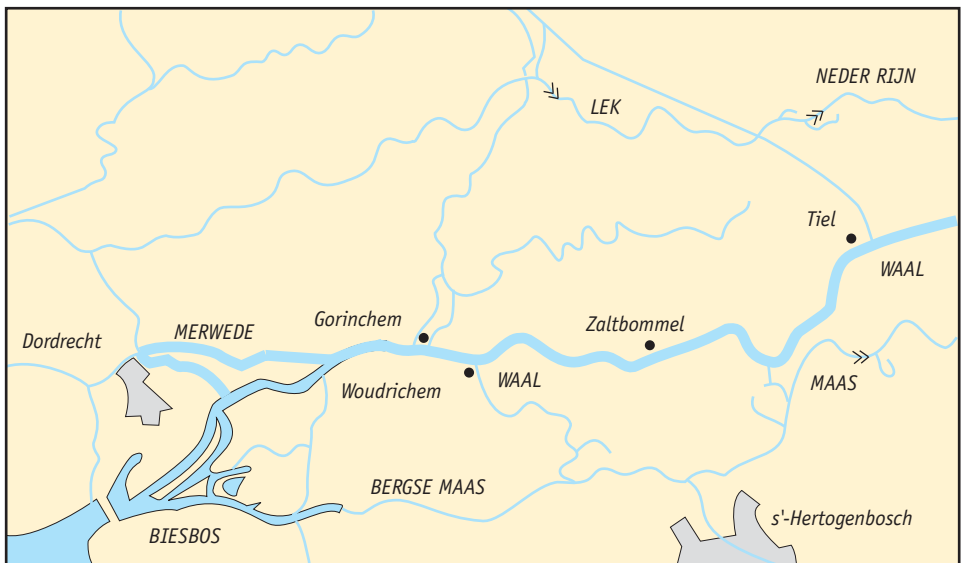 NEDER RIJN
LEK
Tiel
WAAL
Gorinchem
Zaltbommel
MERWEDE
Dordrecht
Woudrichem
WAAL
MAAS
BERGSE MAAS
s'-Hertogenbosch
BIESBOS